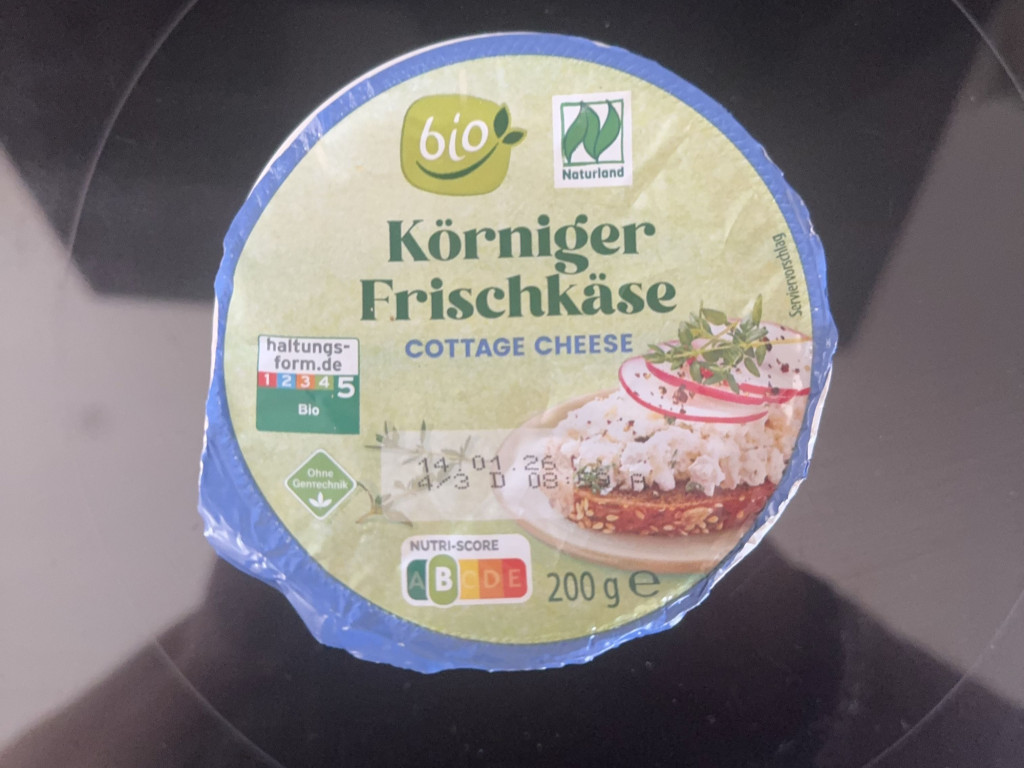 bio
Naturland
Körniger
Frischkäse
COTTAGE CHEESE
Serviervorschlag
haltungs-
form.de
1 2 3 4 5
Bio
Ohne
Gentechnik
14.01.26
D 08:
NUTRI-SCORE
A B C D E
200 g e